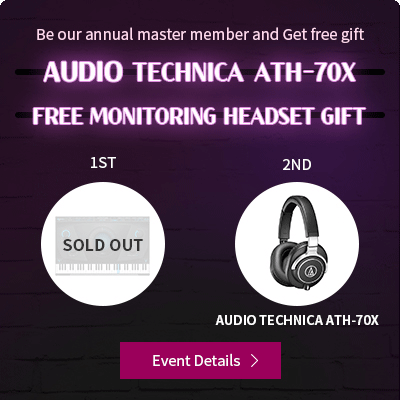 Be our annual master member and Get free gift
AUDIO TECHNICA ATH-70X
FREE MONITORING HEADSET GIFT
1ST
2ND
SOLD OUT
AUDIO TECHNICA ATH-70X
Event Details